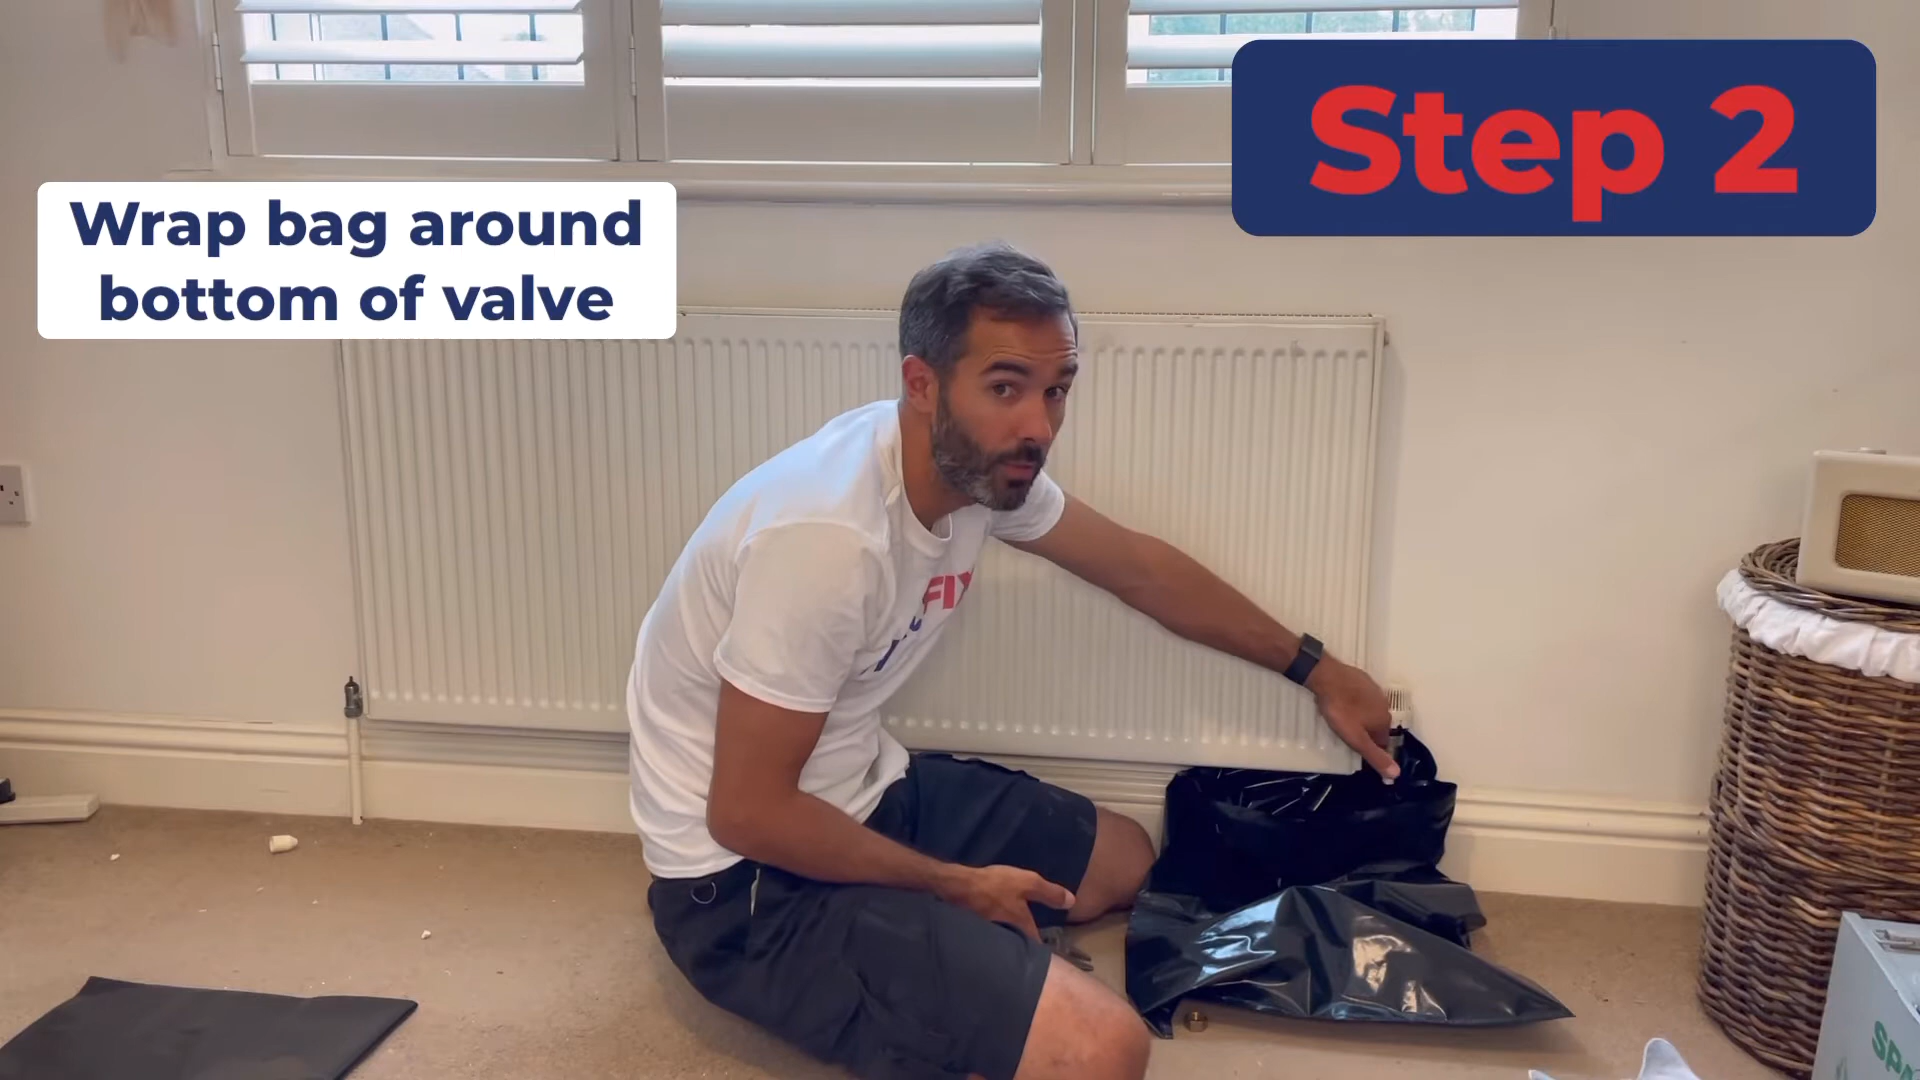 Step 2
Wrap bag around
bottom of valve